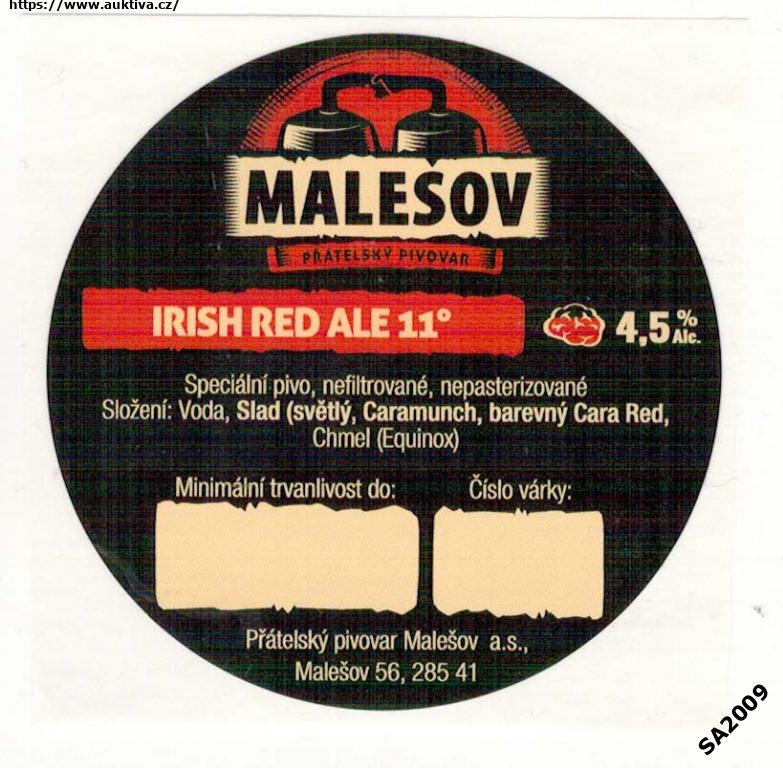 https://www.auktiva.cz/
MALESOV
PŘÁTELSKÝ PIVOVAR
IRISH RED ALE 11°
4,5 % Alc.
Speciální pivo, nefiltrované, nepasterizované
Složení: Voda, Slad (světlý, Caramunch, barevný Cara Red,
Chmel (Equinox)
Minimální trvanlivost do: Číslo várky:
Přátelský pivovar Malešov a.s.,
Malešov 56, 285 41
SA2009